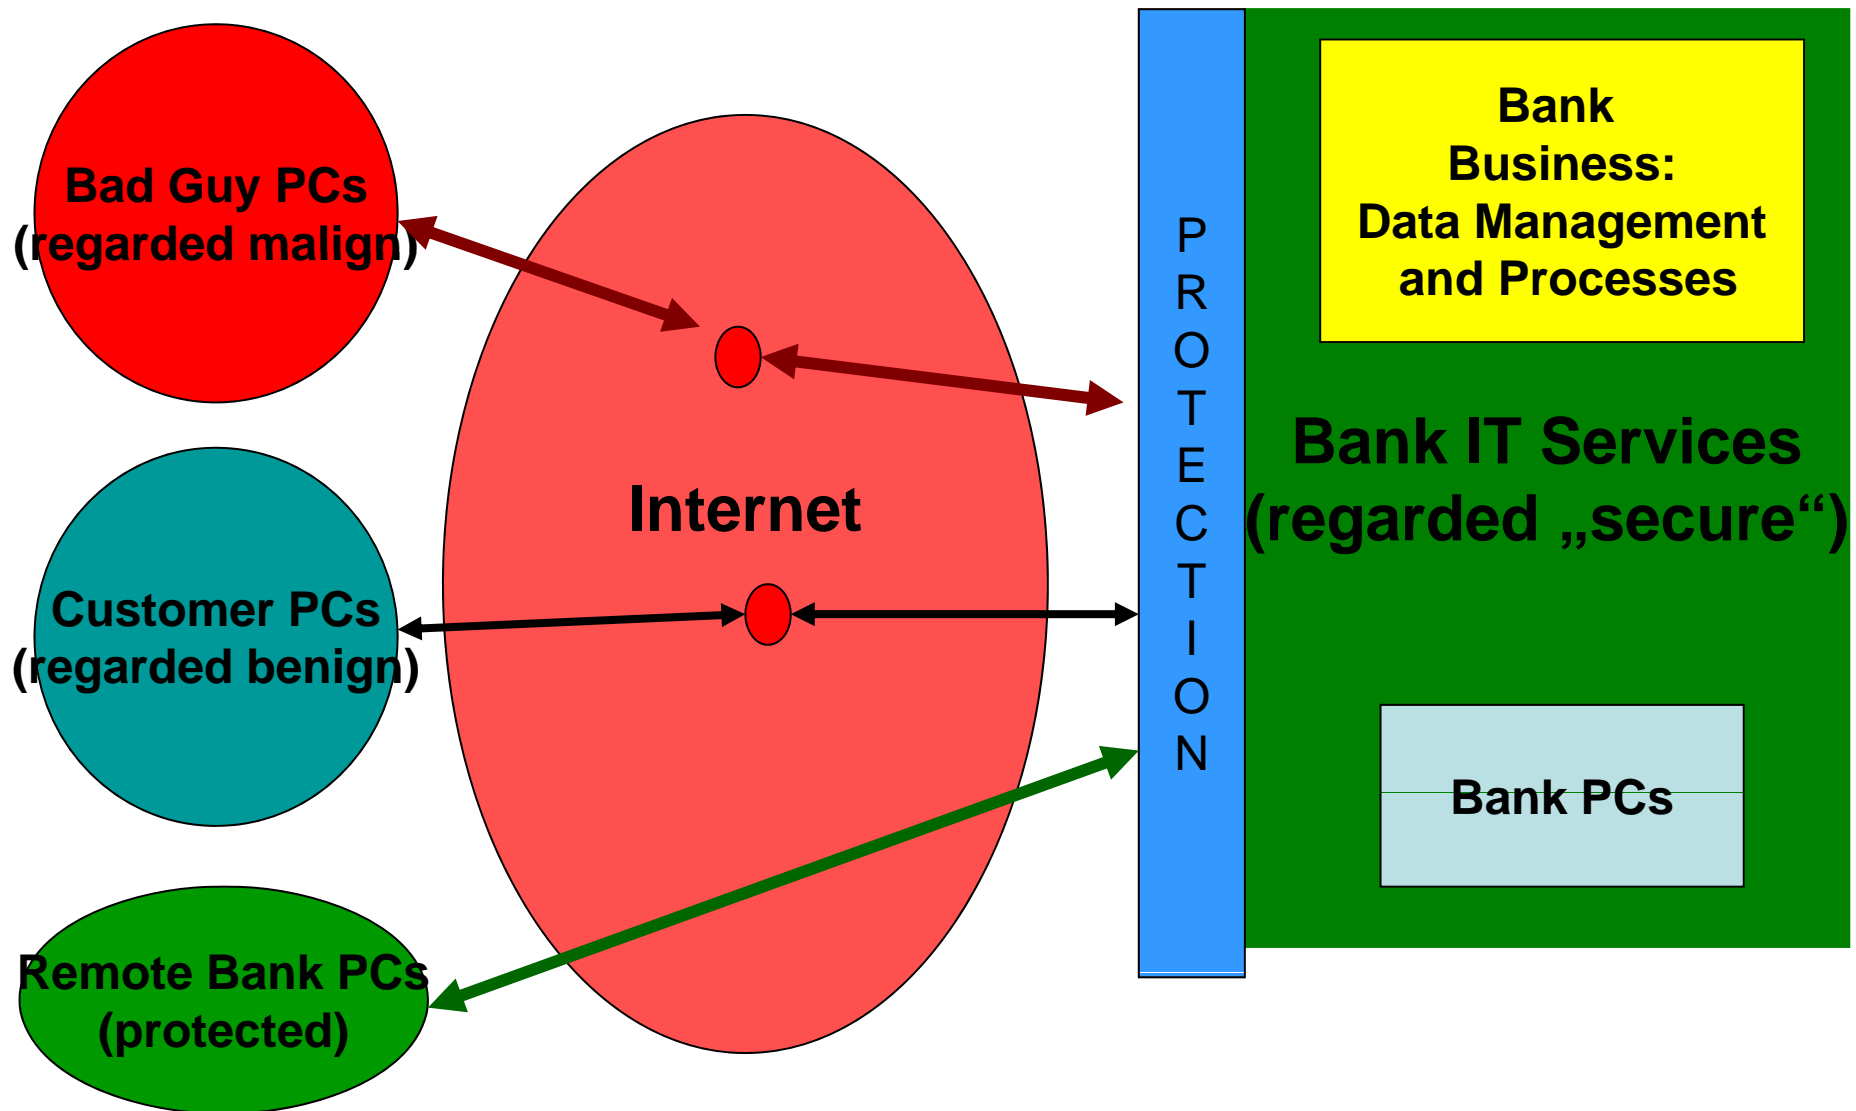 Bad Guy PCs
(regarded malign)
Customer PCs
(regarded benign)
Remote Bank PCs
(protected)
Internet
P
R
O
T
E
C
T
I
O
N
Bank
Business:
Data Management
and Processes
Bank IT Services
(regarded „secure“)
Bank PCs